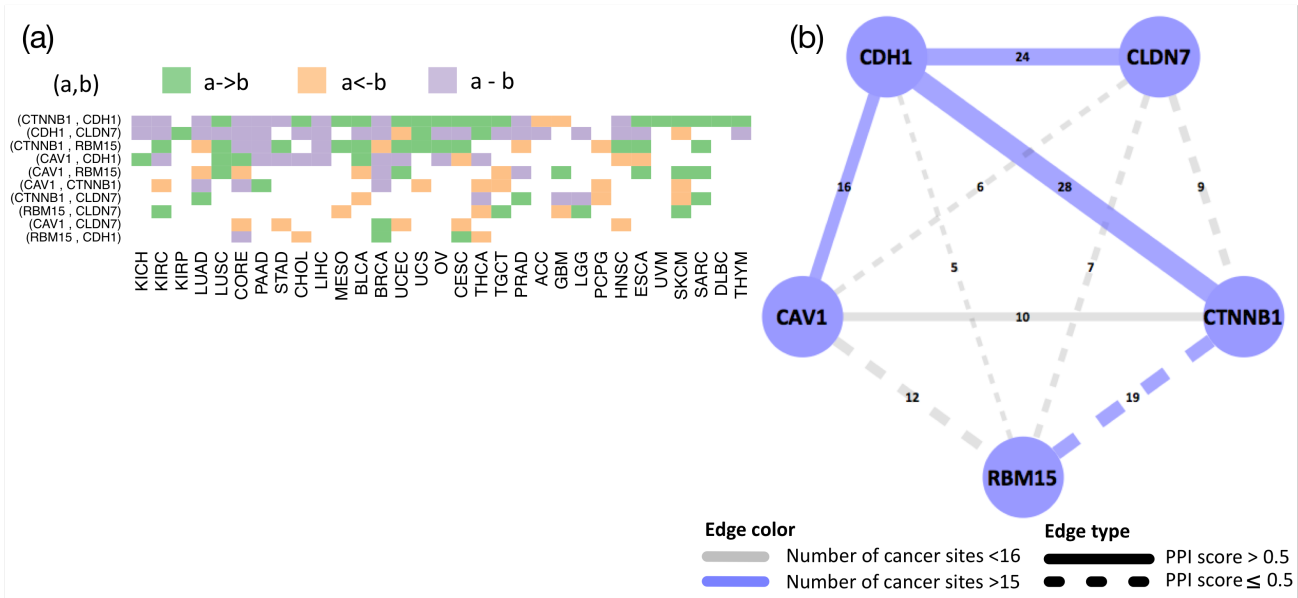 (a)
(a,b)
a->b
a<-b
a - b
(CTNNB1 , CDH1)
(CDH1 , CLDN7)
(CTNNB1 , RBM15)
(CAV1 , CDH1)
(CAV1 , RBM15)
(CAV1 , CTNNB1)
(CTNNB1 , CLDN7)
(RBM15 , CLDN7)
(CAV1 , CLDN7)
(RBM15 , CDH1)
KICH
KIRC
KIRP
LUAD
LUSC
CORE
PAAD
STAD
CHOL
LIHC
MESO
BLCA
BRCA
UCEC
UCS
OV
CESC
THCA
TGCT
PRAD
ACC
GBM
LGG
PCPG
HNSC
ESCA
UVM
SKCM
SARC
DLBC
THYM
(b)
CDH1
24
CLDN7
16
6
28
9
5
7
CAV1
10
CTNNB1
12
19
RBM15
Edge color
Number of cancer sites <16
Number of cancer sites >15
Edge type
PPI score > 0.5
PPI score ≤ 0.5